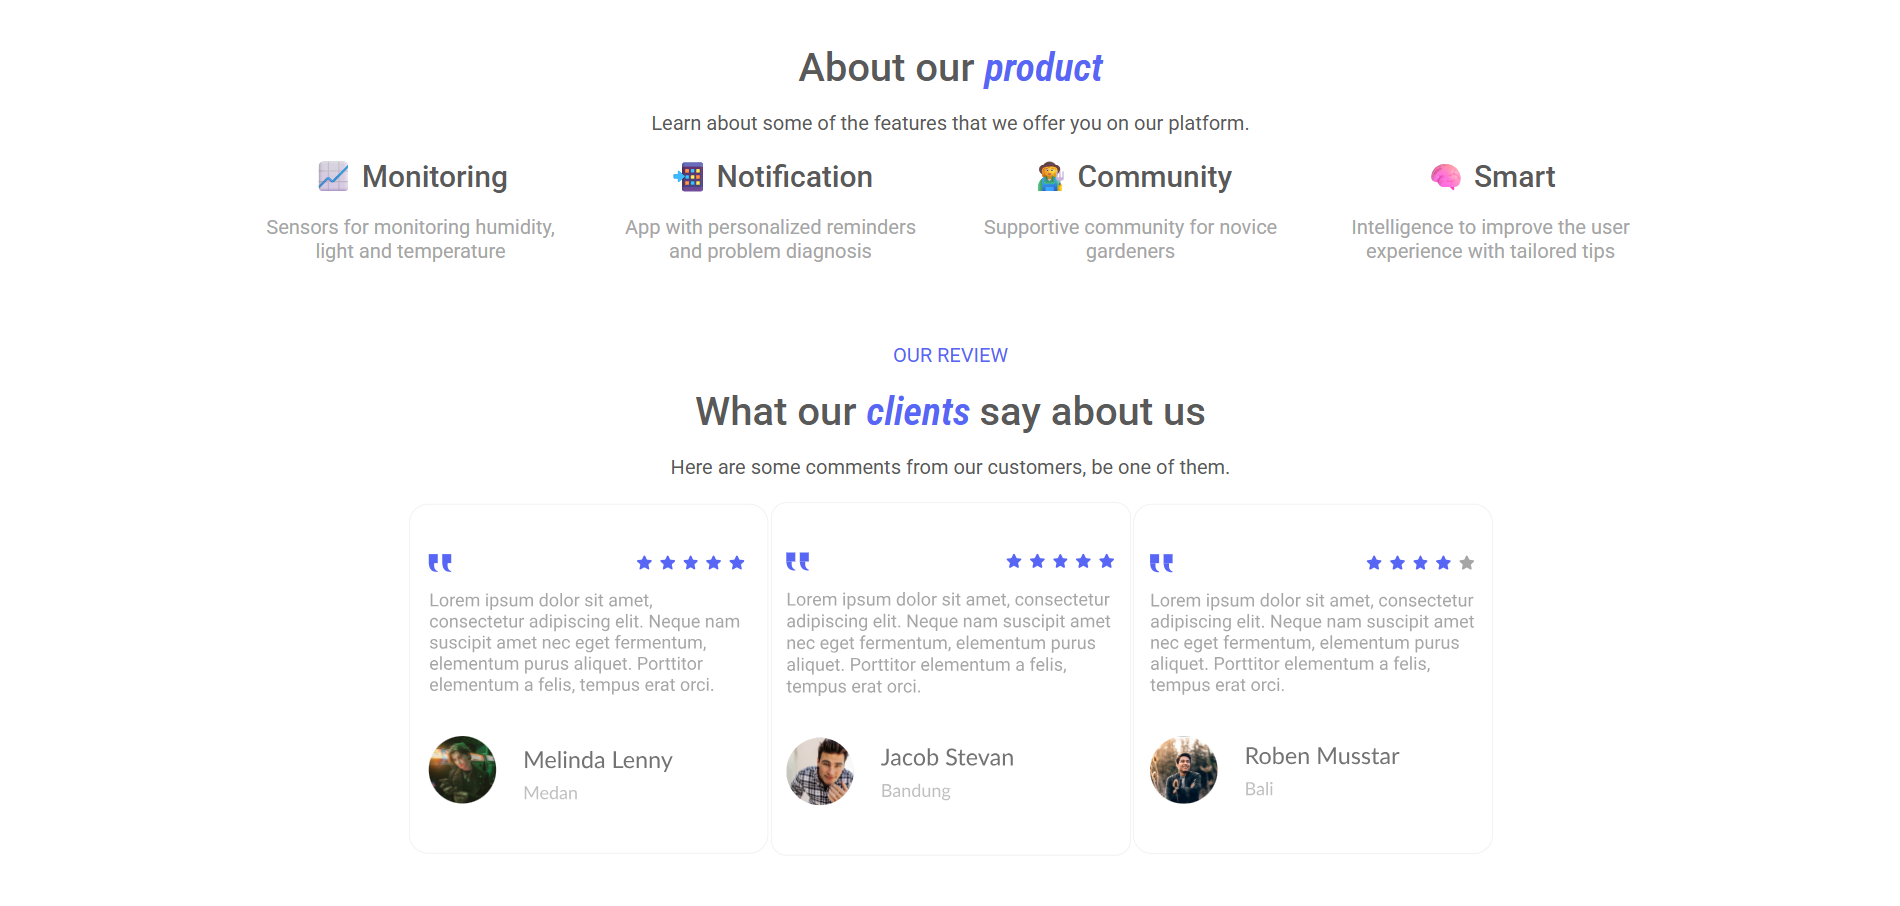 About our product
Learn about some of the features that we offer you on our platform.
Monitoring
Sensors for monitoring humidity,
light and temperature
Notification
App with personalized reminders
and problem diagnosis
Community
Supportive community for novice
gardeners
Smart
Intelligence to improve the user
experience with tailored tips
OUR REVIEW
What our clients say about us
Here are some comments from our customers, be one of them.
Lorem ipsum dolor sit amet,
consectetur adipiscing elit. Neque nam
suscipit amet nec eget fermentum,
elementum purus aliquet. Porttitor
elementum a felis, tempus erat orci.
Melinda Lenny
Medan
Lorem ipsum dolor sit amet, consectetur
adipiscing elit. Neque nam suscipit amet
nec eget fermentum, elementum purus
aliquet. Porttitor elementum a felis,
tempus erat orci.
Jacob Stevan
Bandung
Lorem ipsum dolor sit amet, consectetur
adipiscing elit. Neque nam suscipit amet
nec eget fermentum, elementum purus
aliquet. Porttitor elementum a felis,
tempus erat orci.
Roben Musstar
Bali